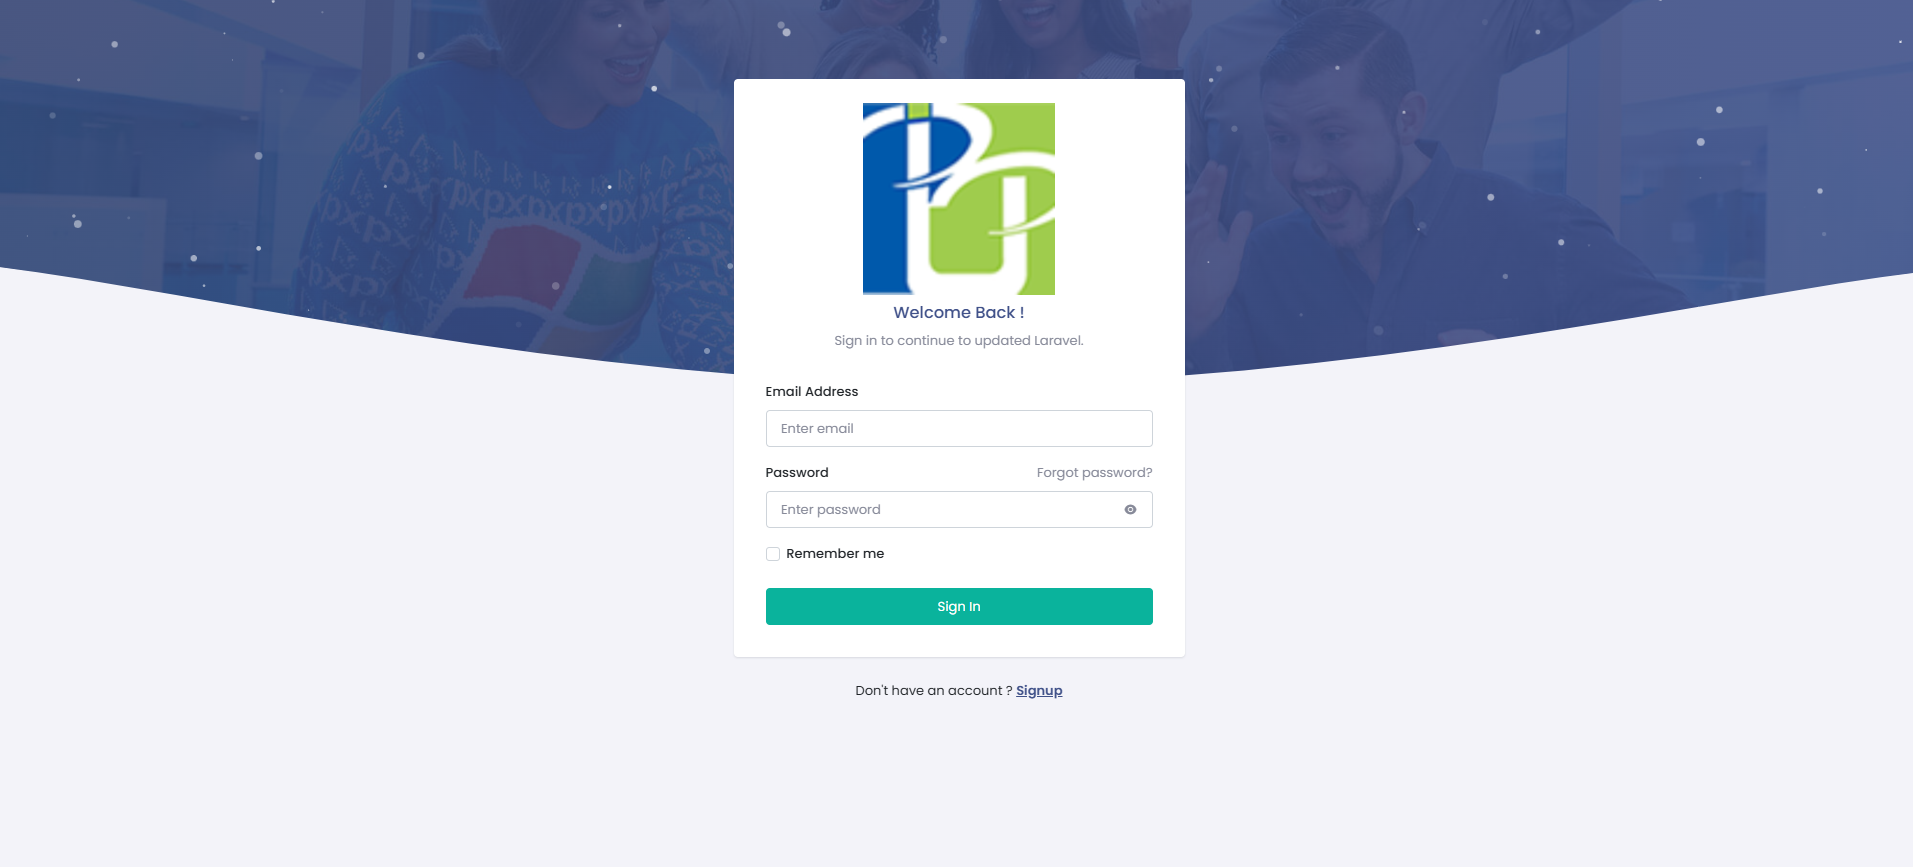 Welcome Back !
Sign in to continue to updated Laravel.
Email Address
Enter email
Password Forgot password?
Enter password
Remember me
Sign In
Don't have an account ? Signup